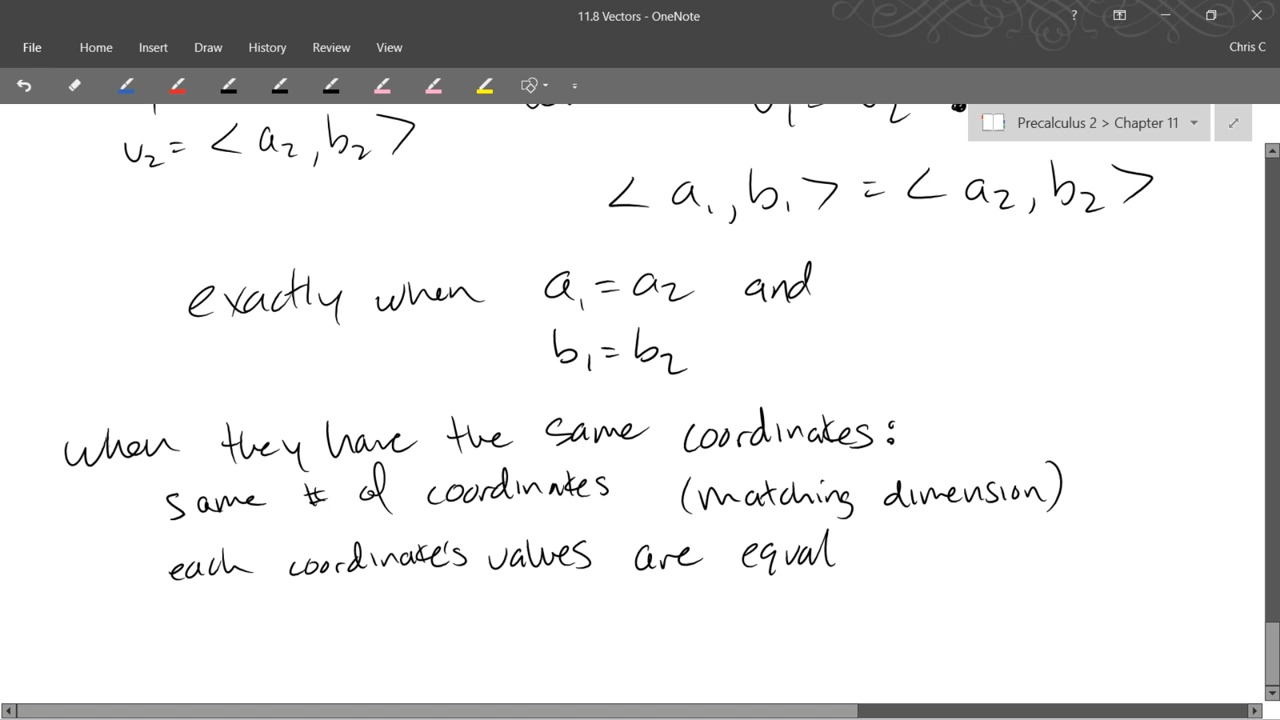 11.8 Vectors - OneNote
?
File Home Insert Draw History Review View
Chris C
Precalculus 2 > Chapter 11
v₂ = < a₂, b₂ >
< a₁, b₁ > = < a₂, b₂ >
exactly when a₁ = a₂ and
b₁ = b₂
when they have the same coordinates:
same # of coordinates (matching dimension)
each coordinate's values are equal